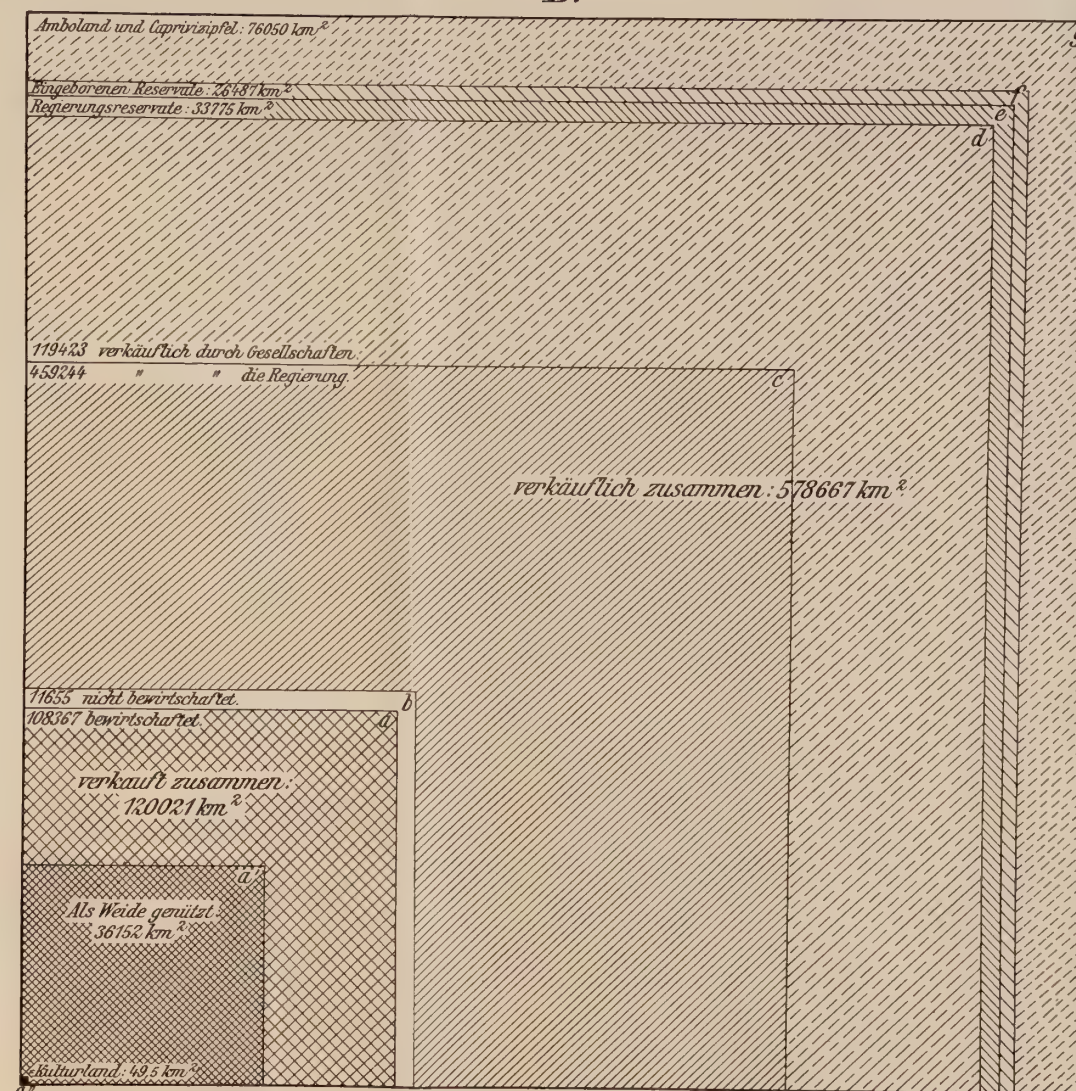 Amboland und Caprivizipfel: 76050 km²
g
Eingeborenen Reservate: 26487 km²
f
Regierungsreservate: 33775 km²
e
d
119423 verkäuflich durch Gesellschaften.
459244 " " die Regierung.
c
verkäuflich zusammen: 578667 km²
11655 nicht bewirtschaftet.
b
108367 bewirtschaftet.
a
verkauft zusammen:
120021 km²
a'
Als Weide genützt:
36152 km²
Kulturland: 49,5 km²
a"